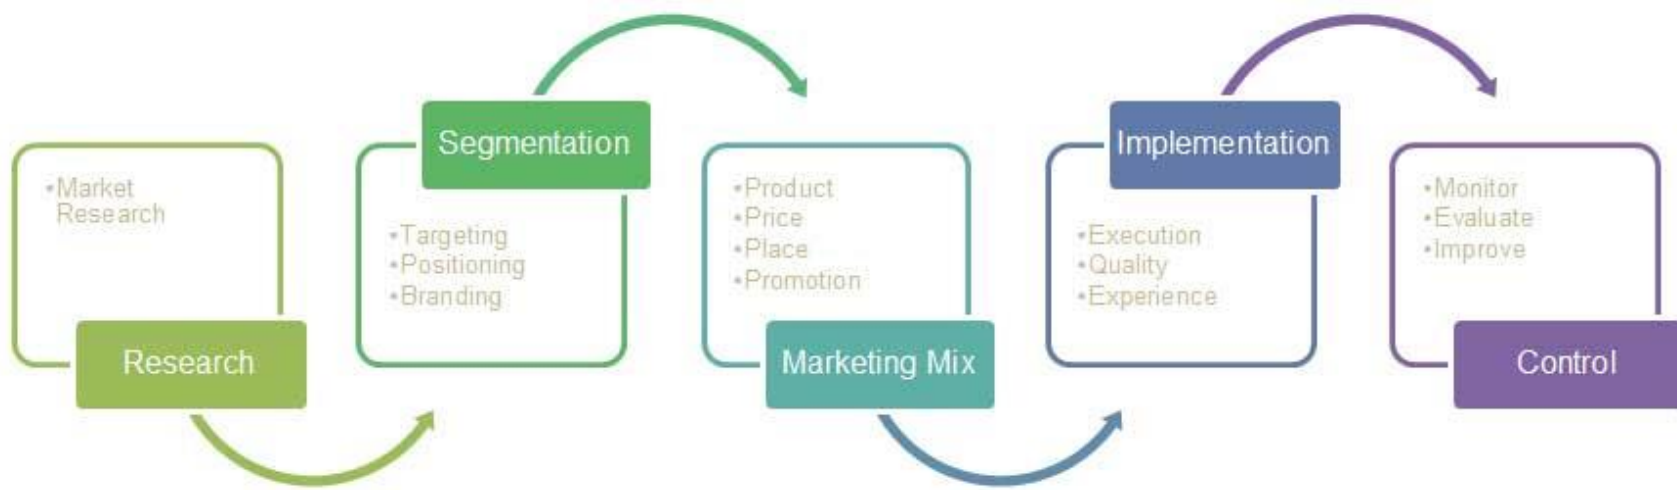 •Market
Research
Research
Segmentation
•Targeting
•Positioning
•Branding
•Product
•Price
•Place
•Promotion
Marketing Mix
Implementation
•Execution
•Quality
•Experience
•Monitor
•Evaluate
•Improve
Control